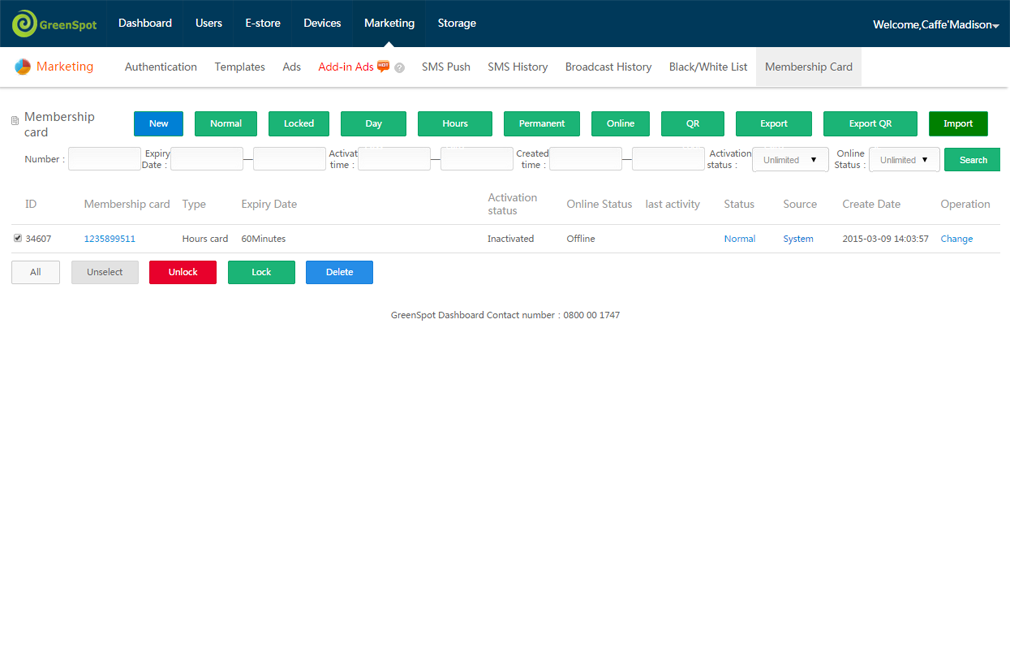 GreenSpot Dashboard Users E-store Devices Marketing Storage Welcome,Caffe'Madison
Marketing Authentication Templates Ads Add-in Ads HOT ? SMS Push SMS History Broadcast History Black/White List Membership Card
Membership
card
New Normal Locked Day Hours Permanent Online QR Export Export QR Import
Number :
Expiry
Date :
—
Activat
time :
—
Created
time :
—
Activation
status :
Unlimited ▼
Online
Status :
Unlimited ▼
Search
ID Membership card Type Expiry Date Activation status Online Status last activity Status Source Create Date Operation
34607 1235899511 Hours card 60Minutes Inactivated Offline Normal System 2015-03-09 14:03:57 Change
All Unselect Unlock Lock Delete
GreenSpot Dashboard Contact number : 0800 00 1747